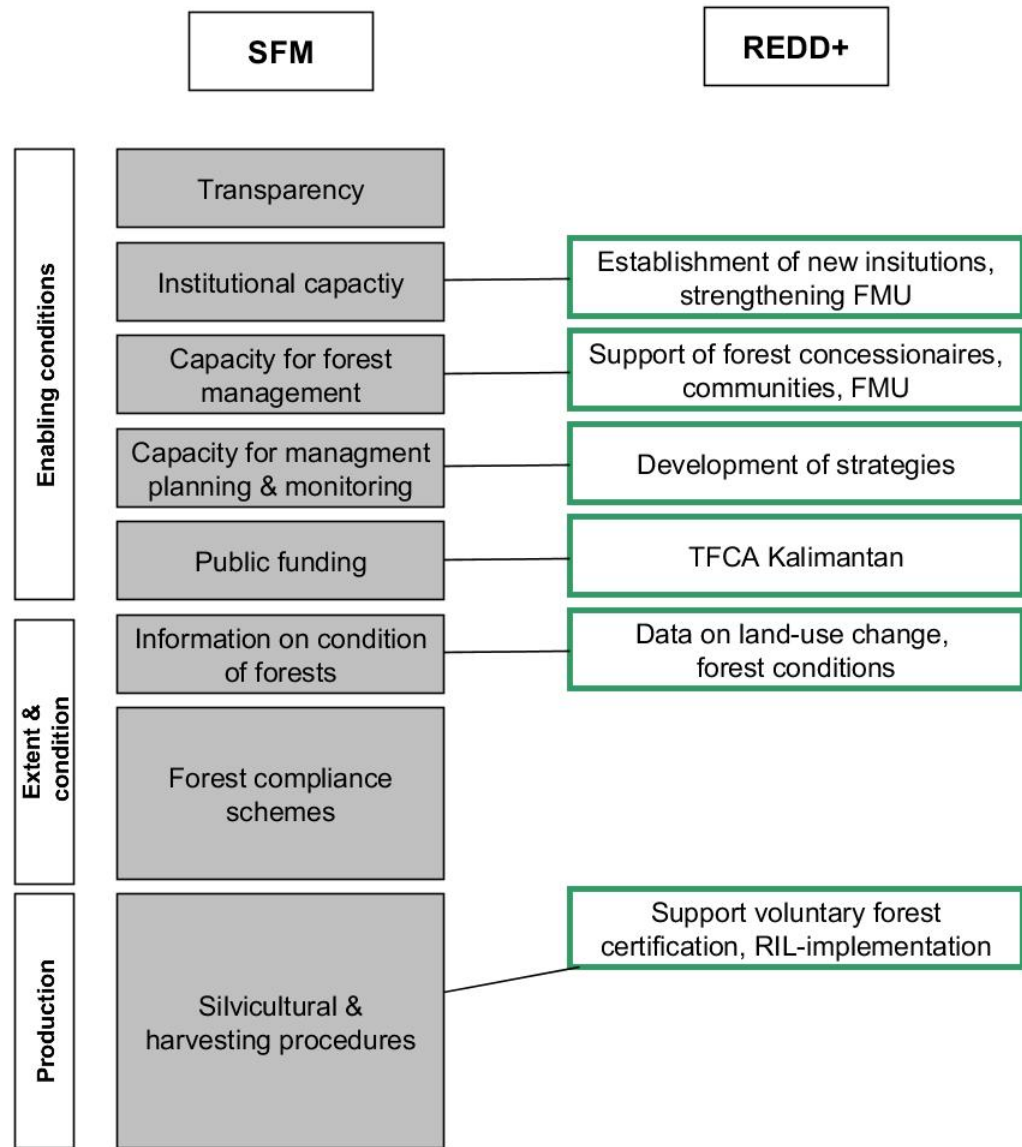 SFM
REDD+
Enabling conditions
Transparency
Institutional capactiy
Establishment of new insitutions,
strengthening FMU
Capacity for forest
management
Support of forest concessionaires,
communities, FMU
Capacity for managment
planning & monitoring
Development of strategies
Public funding
TFCA Kalimantan
Extent &
condition
Information on condition
of forests
Data on land-use change,
forest conditions
Forest compliance
schemes
Production
Silvicultural &
harvesting procedures
Support voluntary forest
certification, RIL-implementation